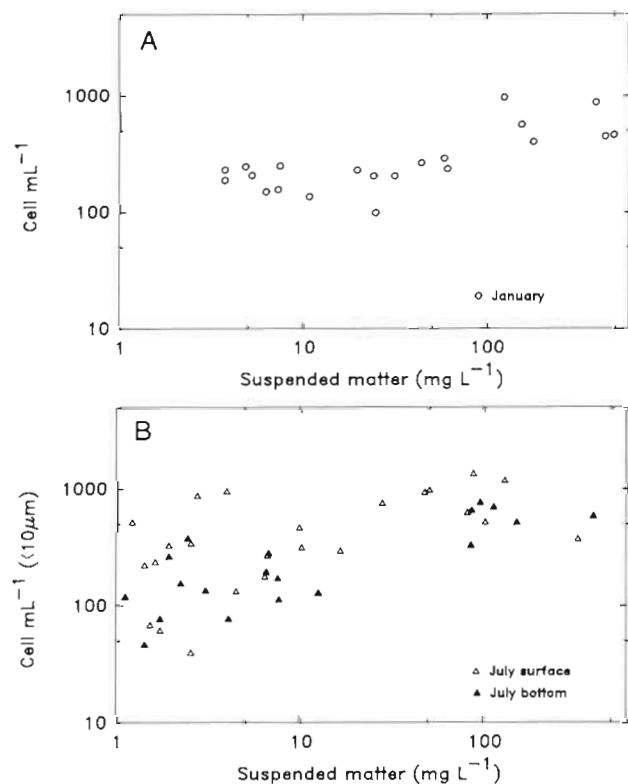 A
1000
100
10
Cell mL⁻¹
○ January
1 10 100
Suspended matter (mg L⁻¹)
B
1000
100
10
Cell mL⁻¹ (<10μm)
△ July surface
▲ July bottom
1 10 100
Suspended matter (mg L⁻¹)